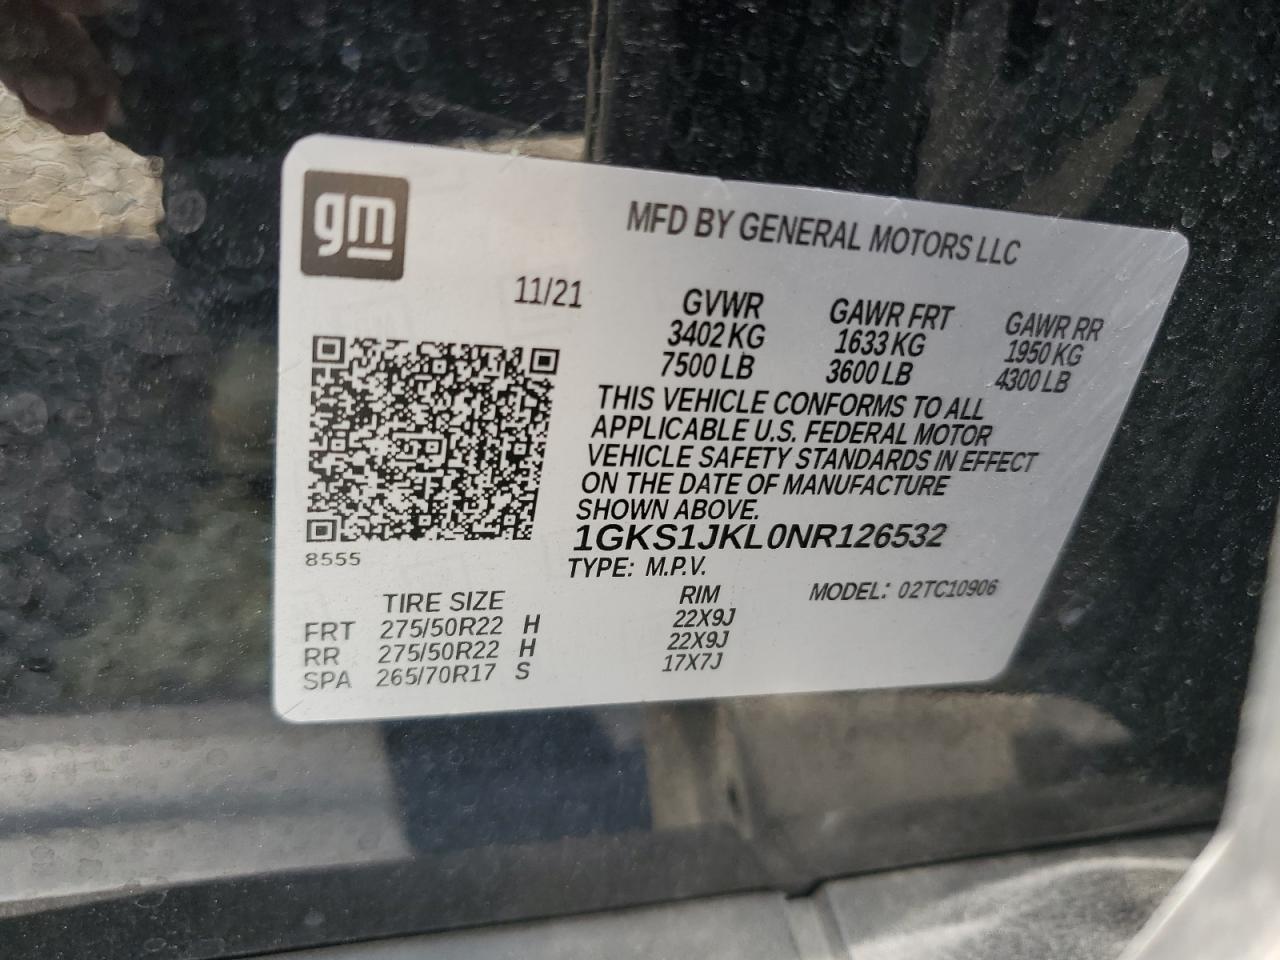 gm
MFD BY GENERAL MOTORS LLC
11/21
GVWR GAWR FRT GAWR RR
3402 KG 1633 KG 1950 KG
7500 LB 3600 LB 4300 LB
THIS VEHICLE CONFORMS TO ALL
APPLICABLE U.S. FEDERAL MOTOR
VEHICLE SAFETY STANDARDS IN EFFECT
ON THE DATE OF MANUFACTURE
SHOWN ABOVE.
1GKS1JKL0NR126532
8555
TYPE: M.P.V.
MODEL: 02TC10906
TIRE SIZE RIM
FRT 275/50R22 H 22X9J
RR 275/50R22 H 22X9J
SPA 265/70R17 S 17X7J